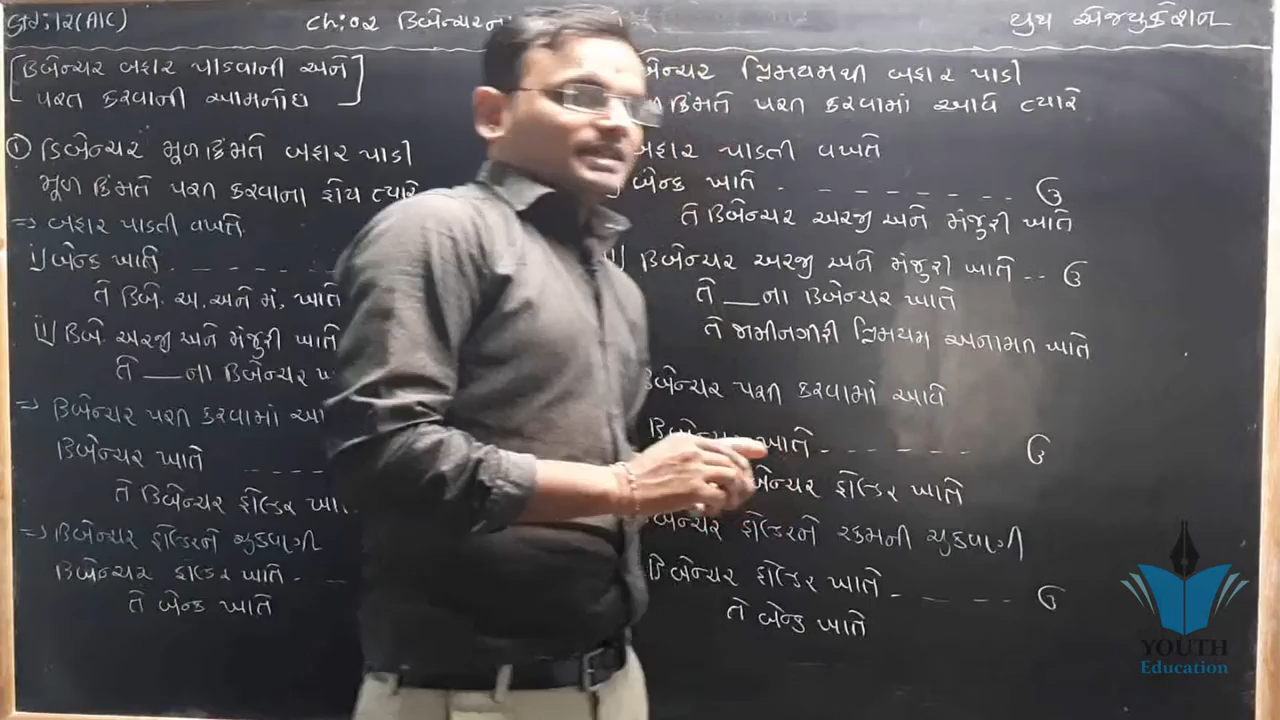 ધોરણ:૧૨(A/C)
Ch:02 ડિબેન્ચરના
યુથ એજ્યુકેશન
[ડિબેન્ચર બહાર પાડવાની અને
પરત કરવાની આમનોંધ]
① ડિબેન્ચર મૂળ કિંમતે બહાર પાડી
મૂળ કિંમતે પરત કરવાના હોય ત્યારે
⇒ બહાર પાડતી વખતે
i) બેન્ક ખાતે - - - - - -
તે ડિબે. અ. અને મં. ખાતે
ii) ડિબે. અરજી અને મંજુરી ખાતે
તે ___ના ડિબેન્ચર
⇒ ડિબેન્ચર પરત કરવામાં
ડિબેન્ચર ખાતે - - - -
તે ડિબેન્ચર હોલ્ડર ખા
⇒ ડિબેન્ચર હોલ્ડરને ચુકવણી
ડિબેન્ચર હોલ્ડર ખાતે - - -
તે બેન્ક ખાતે
પ્રિમિયમથી બહાર પાડી
કિંમતે પરત કરવામાં આવે ત્યારે
બહાર પાડતી વખતે
બેન્ક ખાતે - - - - - - - ઉ
તે ડિબેન્ચર અરજી અને મંજુરી ખાતે
ડિબેન્ચર અરજી અને મંજુરી ખાતે - - ઉ
તે ___ના ડિબેન્ચર ખાતે
તે જામીનગીરી પ્રિમિયમ અનામત ખાતે
ડિબેન્ચર પરત કરવામાં આવે
ડિબેન્ચર ખાતે - - - - - - ઉ
હોલ્ડર ખાતે
ડિબેન્ચર હોલ્ડરને રકમની ચુકવણી
ડિબેન્ચર હોલ્ડર ખાતે - - - - ઉ
તે બેન્ક ખાતે
YOUTH
Education